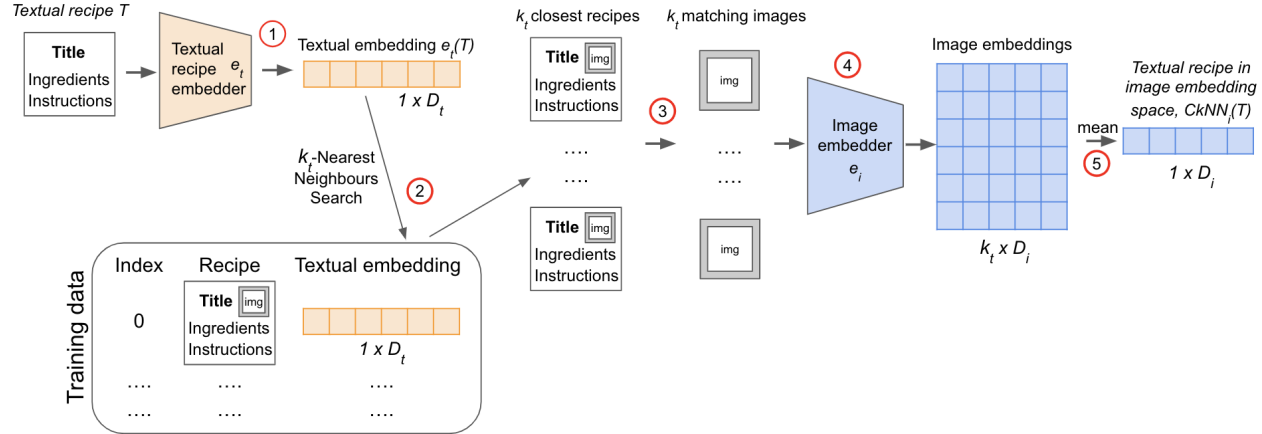 Textual recipe T
Title
Ingredients
Instructions
Textual
recipe e_t
embedder
1
Textual embedding e_t(T)
1 x D_t
k_t-Nearest
Neighbours
Search
2
Training data
Index
Recipe
Textual embedding
0
Title img
Ingredients
Instructions
1 x D_t
.... .... ....
.... .... ....
k_t closest recipes
Title img
Ingredients
Instructions
....
....
Title img
Ingredients
Instructions
3
k_t matching images
img
....
....
img
4
Image
embedder
e_i
Image embeddings
k_t x D_i
mean
5
Textual recipe in
image embedding
space, CkNN_i(T)
1 x D_i